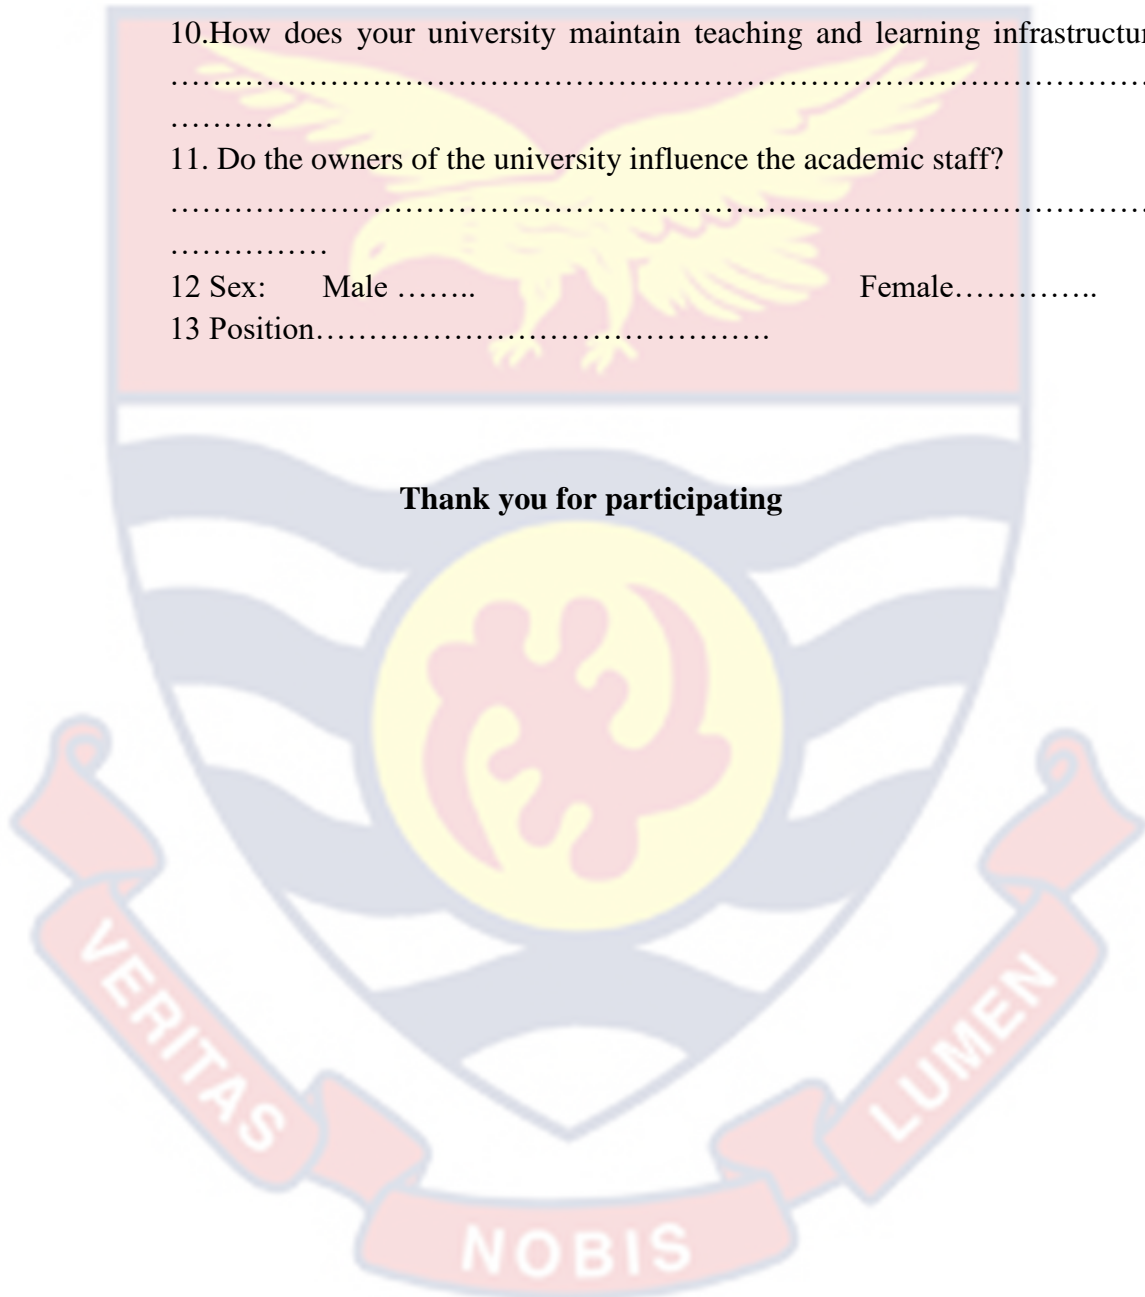 10.How does your university maintain teaching and learning infrastructur
……………………………………………………………………………………
……….
11. Do the owners of the university influence the academic staff?
……………………………………………………………………………………
……………
12 Sex: Male …….. Female…………..
13 Position…………………………………….
Thank you for participating
VERITAS
NOBIS
LUMEN